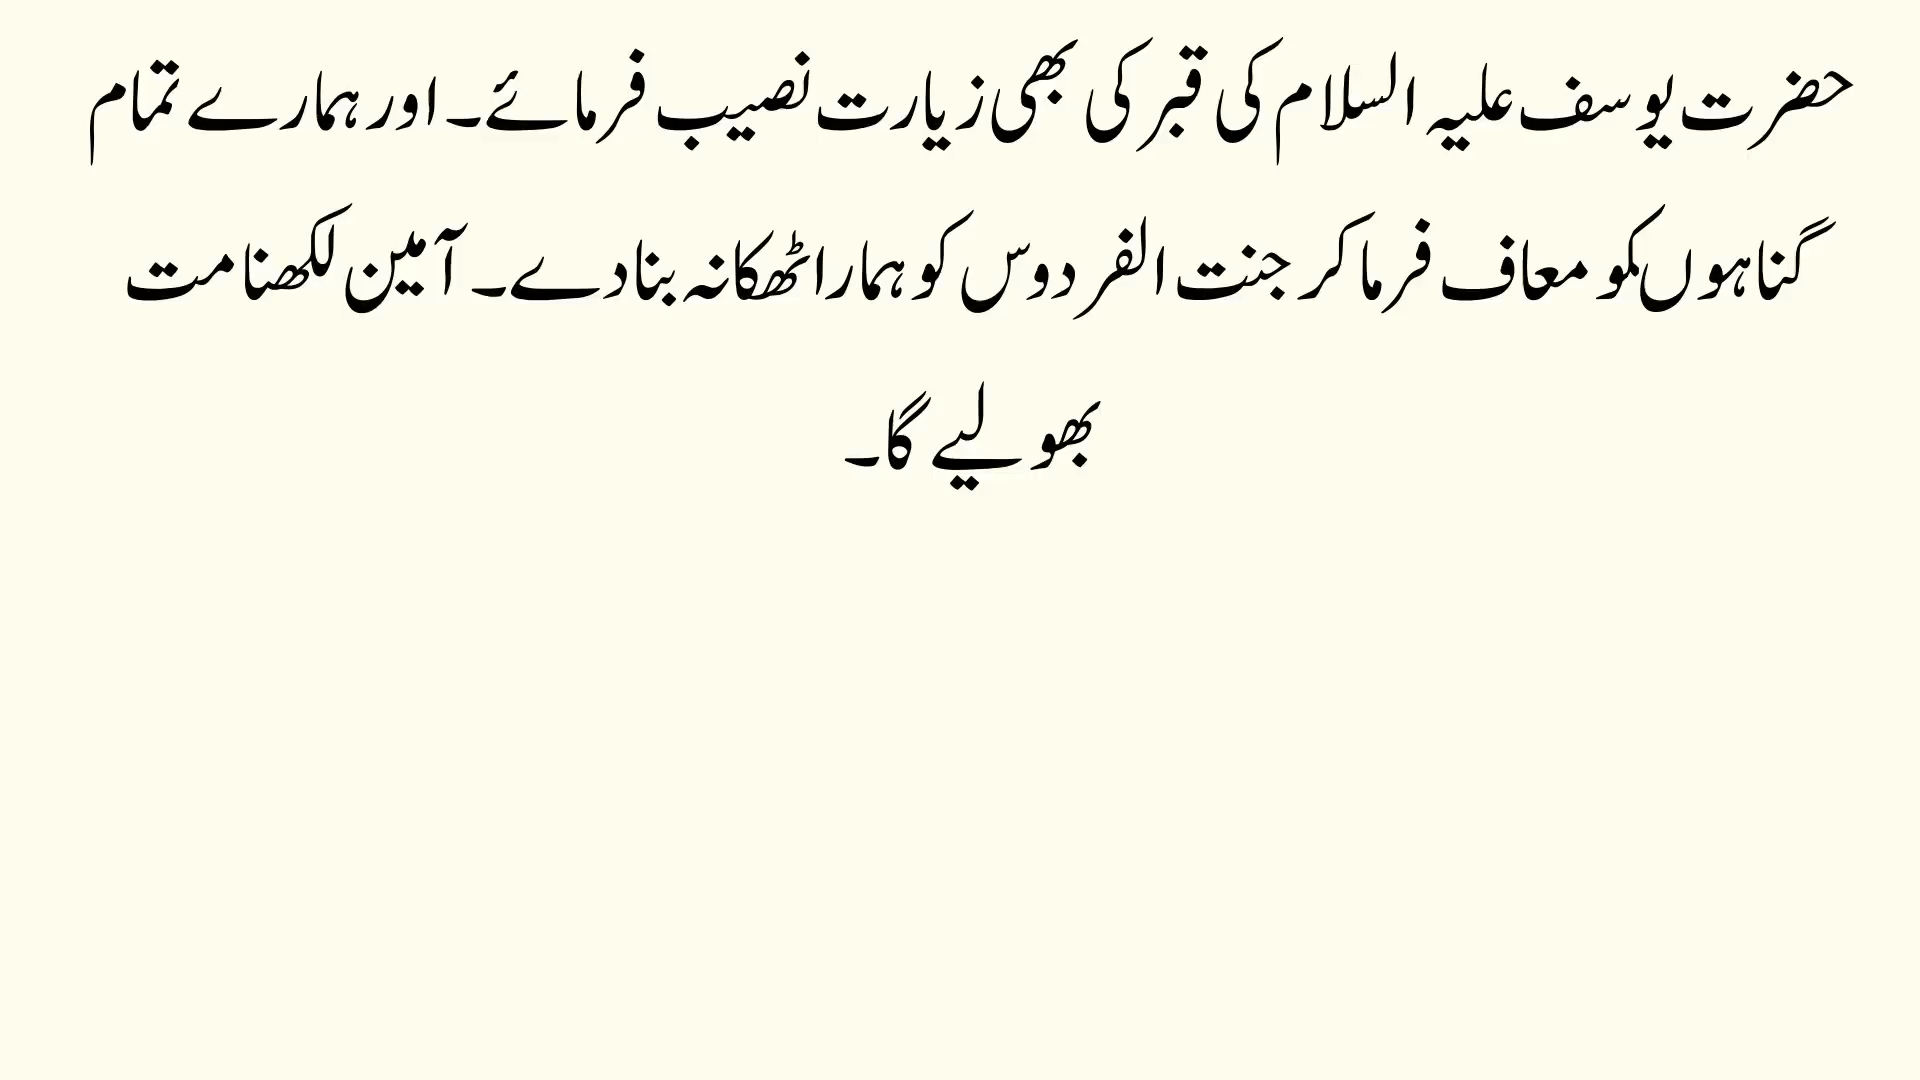 حضرت یوسف علیہ السلام کی قبر کی بھی زیارت نصیب فرمائے۔ اور ہمارے تمام
گناہوں کو معاف فرما کر جنت الفردوس کو ہمارا ٹھکانہ بنا دے۔ آمین لکھنا مت
بھولیے گا۔